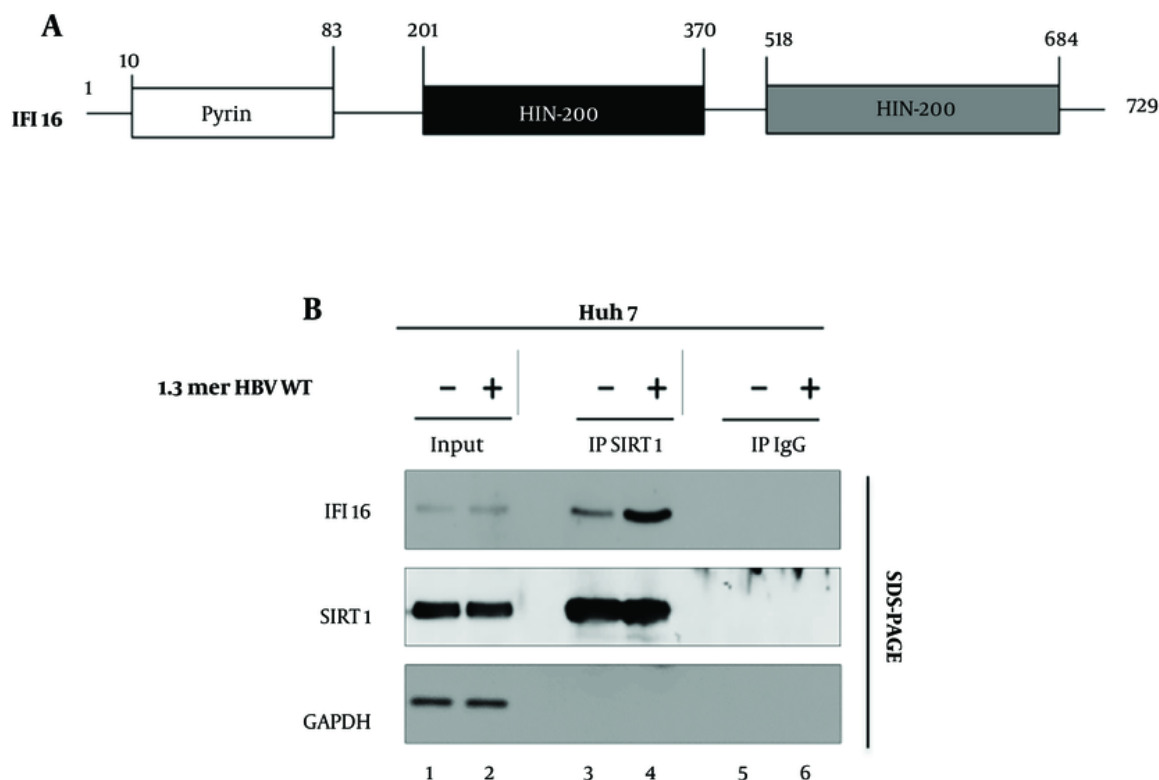 A
10 83 201 370 518 684
1
IFI 16 Pyrin HIN-200 HIN-200 729
B
Huh 7
1.3 mer HBV WT − + − + − +
Input IP SIRT 1 IP IgG
IFI 16
SIRT 1
GAPDH
SDS-PAGE
1 2 3 4 5 6